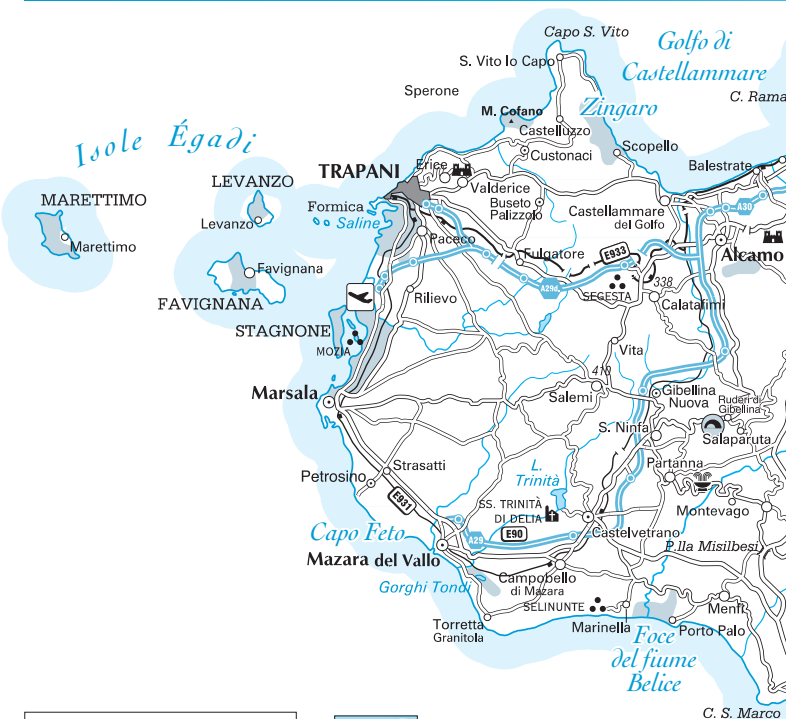 Capo S. Vito
Golfo di
Castellammare
S. Vito lo Capo
Sperone
C. Rama
M. Cofano
Zingaro
Castelluzzo
Isole Égadi
Custonaci
Scopello
TRAPANI
Erice
Balestrate
LEVANZO
Valderice
MARETTIMO
Formica
Buseto
Palizzolo
Castellammare
del Golfo
A30
Levanzo
Saline
Marettimo
Paceco
Fulgatore
E933
Alcamo
Favignana
338
A29d.
SEGESTA
FAVIGNANA
Rilievo
Calatafimi
STAGNONE
MOZIA
Vita
Marsala
418
Salemi
Gibellina
Nuova
Ruderi di
Gibellina
S. Ninfa
Salaparuta
Strasatti
L.
Trinità
Partanna
Petrosino
E931
SS. TRINITÀ
DI DELIA
Montevago
Capo Feto
A29
E90
Castelvetrano
P.lla Misilbesi
Mazara del Vallo
Gorghi Tondi
Campobello
di Mazara
SELINUNTE
Menfi
Torretta
Granitola
Marinella
Porto Palo
Foce
del fiume
Belice
C. S. Marco